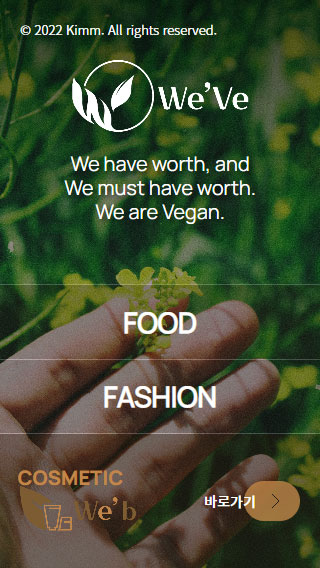 © 2022 Kimm. All rights reserved.
We've
We have worth, and
We must have worth.
We are Vegan.
FOOD
FASHION
COSMETIC
We'b
바로가기